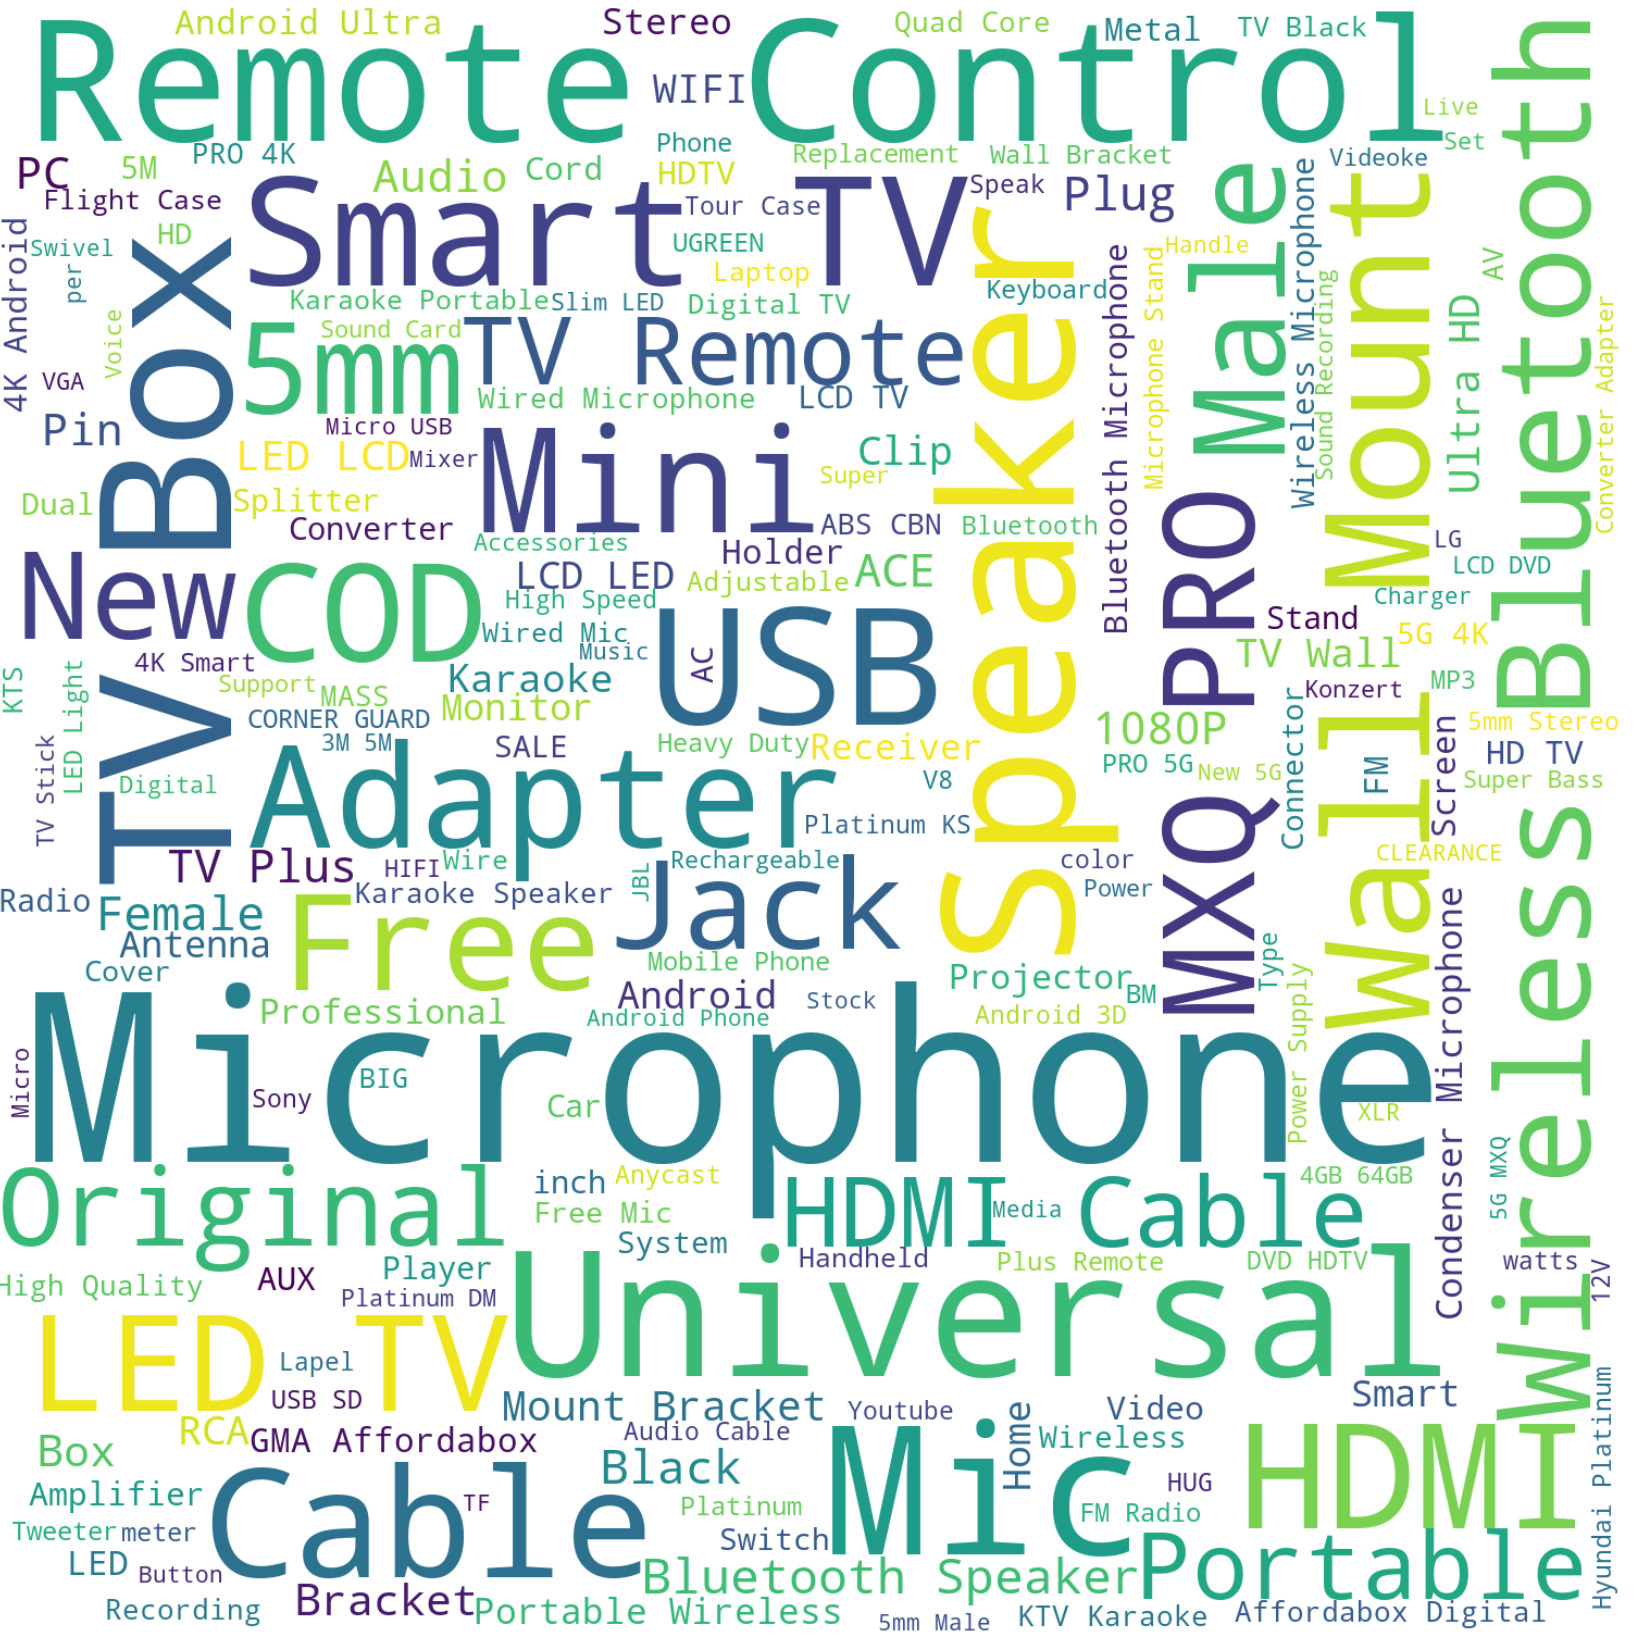 Android Ultra
Stereo
Quad Core
Metal
TV Black
Remote Control
WIFI
Live
Set
Bluetooth
PRO 4K
Phone
Replacement
Wall Bracket
Videoke
PC
5M
Audio
Cord
HDTV
Speak
Plug
Flight Case
Smart TV
Tour Case
Male
Mount
Wireless Microphone
HD
Swivel
per
4K Android
UGREEN
Laptop
Handle
AV
Box
Karaoke Portable
Slim LED
Digital TV
Keyboard
Speaker
Bluetooth Microphone
Microphone Stand
Sound Recording
Ultra HD
Converter Adapter
Voice
5mm
Sound Card
TV Remote
VGA
Wired Microphone
LCD TV
Pin
Micro USB
LED LCD
Mixer
Mini
Clip
Super
Dual
Splitter
Converter
ABS CBN
Bluetooth
MXQ PRO
LG
Accessories
Holder
New
COD
LCD LED
Adjustable
ACE
LCD DVD
High Speed
Charger
USB
Wired Mic
Music
Stand
5G 4K
4K Smart
AC
TV Wall
KTS
LED Light
TV
Support
MASS
Karaoke
Konzert
MP3
CORNER GUARD
Monitor
1080P
Connector
Wall
Screen
5mm Stereo
3M 5M
SALE
Heavy Duty
Receiver
HD TV
TV Stick
Digital
Adapter
V8
PRO 5G
New 5G
FM
Super Bass
Platinum KS
TV Plus
HIFI
Wire
Jack
Rechargeable
color
CLEARANCE
Wireless
Radio
Female
Karaoke Speaker
JBL
Power
Free
Antenna
Cover
Mobile Phone
Projector
Type
Condenser Microphone
Android
Stock
BM
Power Supply
Professional
Android Phone
Android 3D
Microphone
Micro
BIG
Sony
Car
XLR
Original
inch
Anycast
HDMI Cable
4GB 64GB
5G MXQ
Free Mic
Media
System
Handheld
Plus Remote
DVD HDTV
watts
12V
High Quality
AUX
Player
Platinum DM
Universal
LED TV
Lapel
USB SD
Mount Bracket
Youtube
Video
Smart
Hyundai Platinum
RCA
GMA Affordabox
Audio Cable
Mic
Home
Wireless
HDMI
Box
Black
Cable
Amplifier
TF
Platinum
HUG
FM Radio
Tweeter
meter
Switch
LED
Button
Bluetooth Speaker
Portable
Recording
Bracket
Portable Wireless
5mm Male
KTV Karaoke
Affordabox Digital